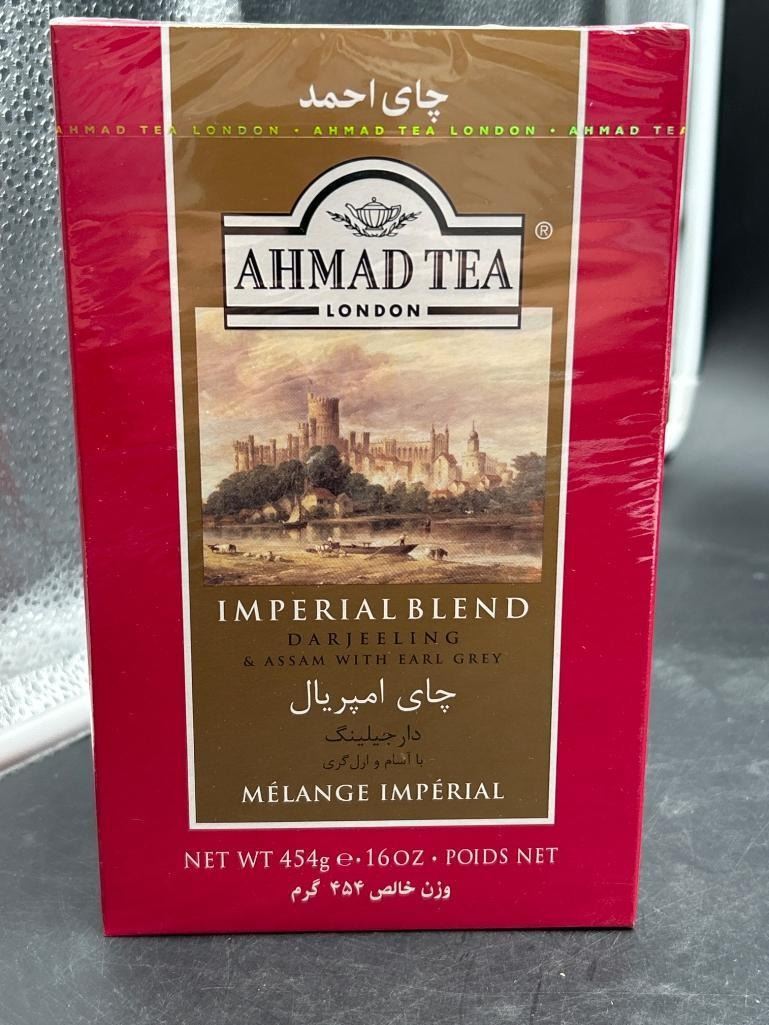 چای احمد
AHMAD TEA LONDON • AHMAD TEA LONDON • AHMAD TEA
AHMAD TEA
®
LONDON
IMPERIAL BLEND
DARJEELING
& ASSAM WITH EARL GREY
چای امپریال
دارجیلینگ
با آسام و ارل گری
MÉLANGE IMPÉRIAL
NET WT 454g ℮ • 16OZ • POIDS NET
وزن خالص ۴۵۴ گرم